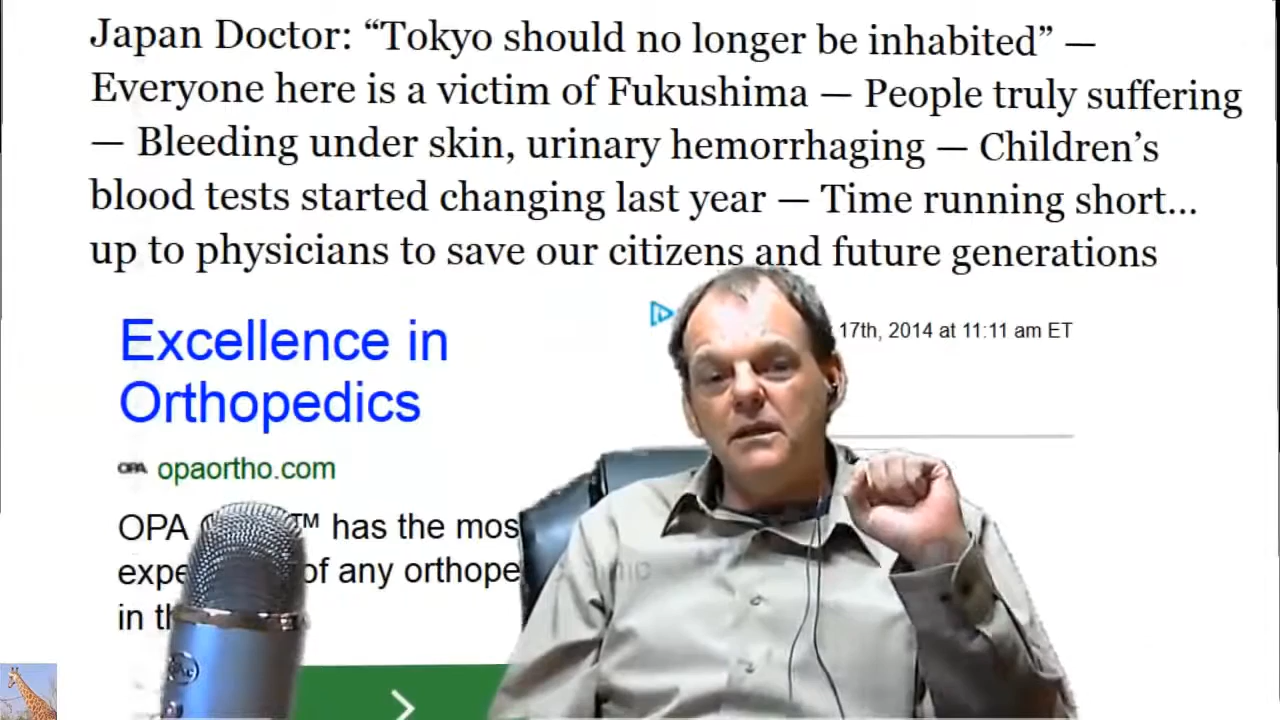 Japan Doctor: “Tokyo should no longer be inhabited” —
Everyone here is a victim of Fukushima — People truly suffering
— Bleeding under skin, urinary hemorrhaging — Children’s
blood tests started changing last year — Time running short...
up to physicians to save our citizens and future generations
17th, 2014 at 11:11 am ET
Excellence in
Orthopedics
OPA opaortho.com
OPA ™ has the mos
expe of any orthope
in th